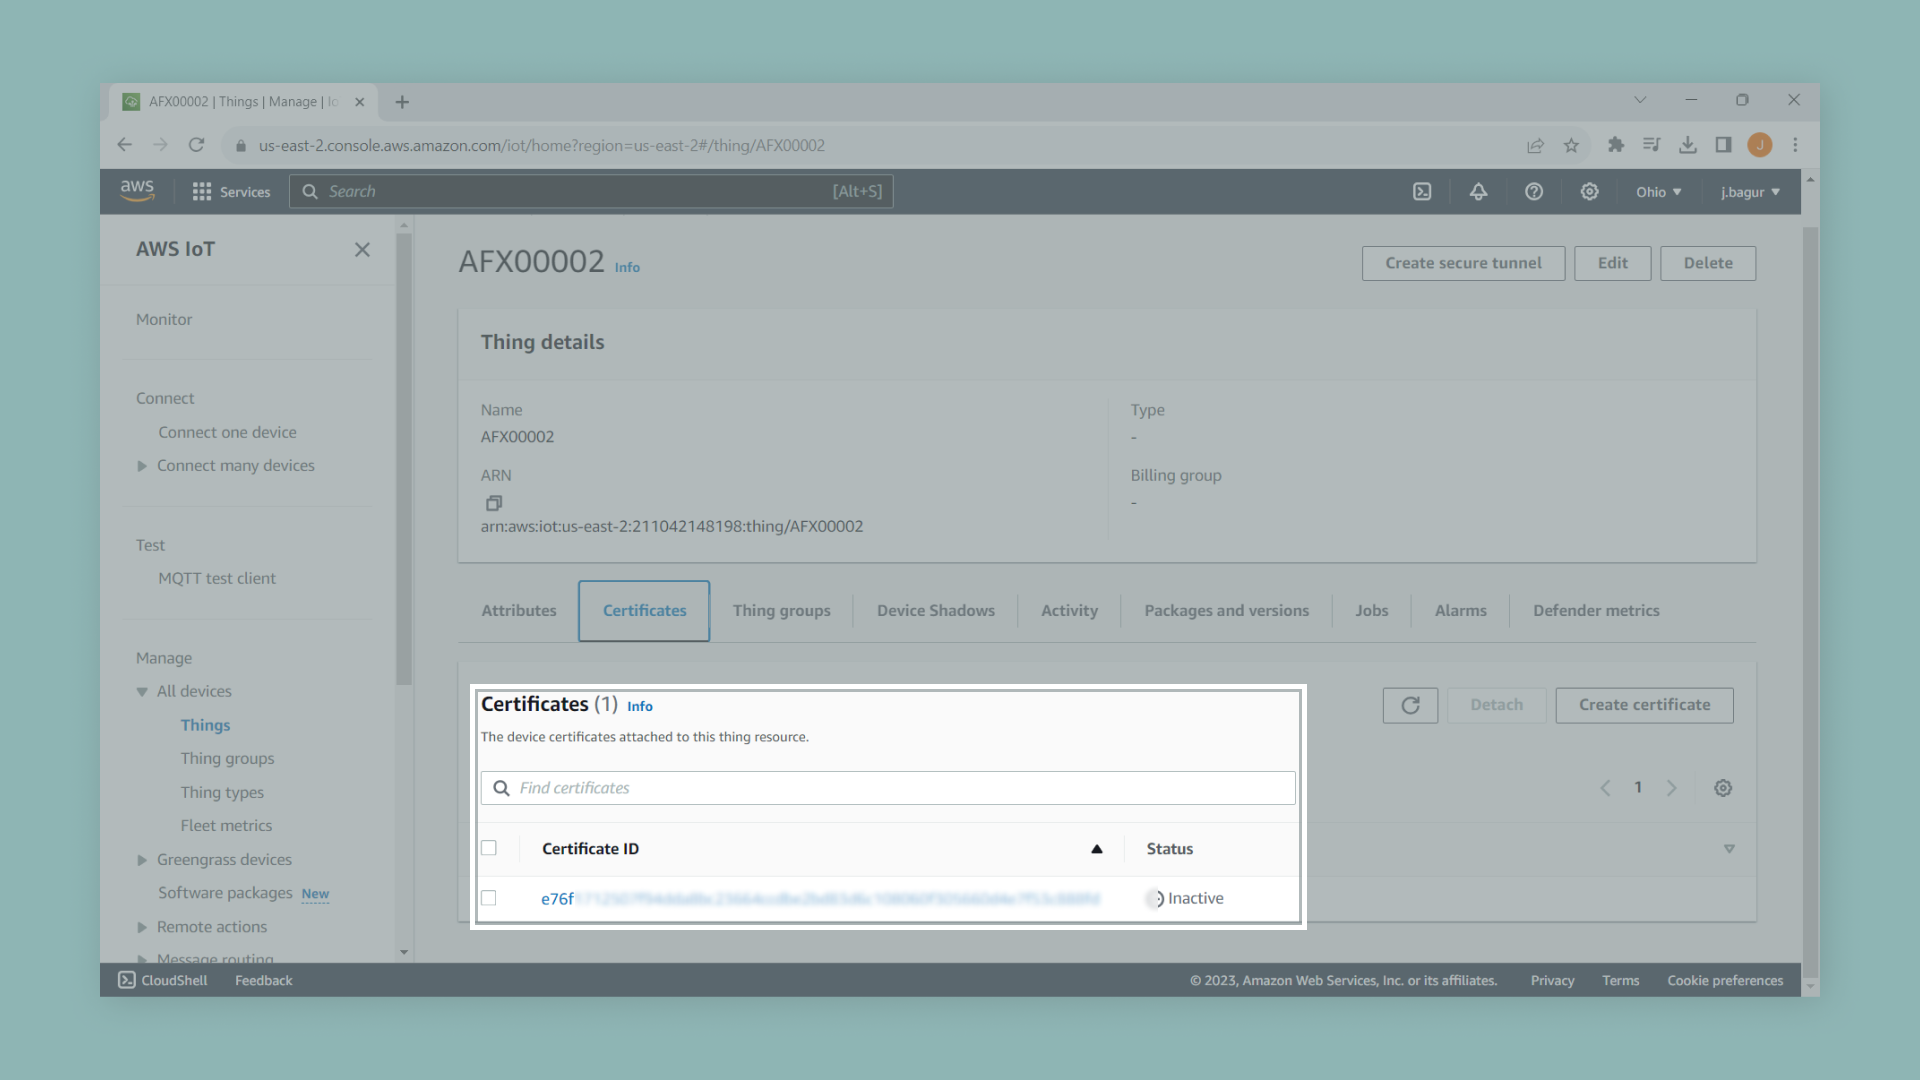 AFX00002 | Things | Manage | Io
us-east-2.console.aws.amazon.com/iot/home?region=us-east-2#/thing/AFX00002
J
aws
Services
Search
[Alt+S]
Ohio
j.bagur
AWS IoT
Monitor
Connect
Connect one device
Connect many devices
Test
MQTT test client
Manage
All devices
Things
Thing groups
Thing types
Fleet metrics
Greengrass devices
Software packages New
Remote actions
Message routing
AFX00002 Info
Create secure tunnel
Edit
Delete
Thing details
Name
AFX00002
ARN
arn:aws:iot:us-east-2:211042148198:thing/AFX00002
Type
-
Billing group
-
Attributes
Certificates
Thing groups
Device Shadows
Activity
Packages and versions
Jobs
Alarms
Defender metrics
Certificates (1) Info
The device certificates attached to this thing resource.
Detach
Create certificate
Find certificates
1
Certificate ID
Status
e76f
Inactive
CloudShell
Feedback
© 2023, Amazon Web Services, Inc. or its affiliates.
Privacy
Terms
Cookie preferences